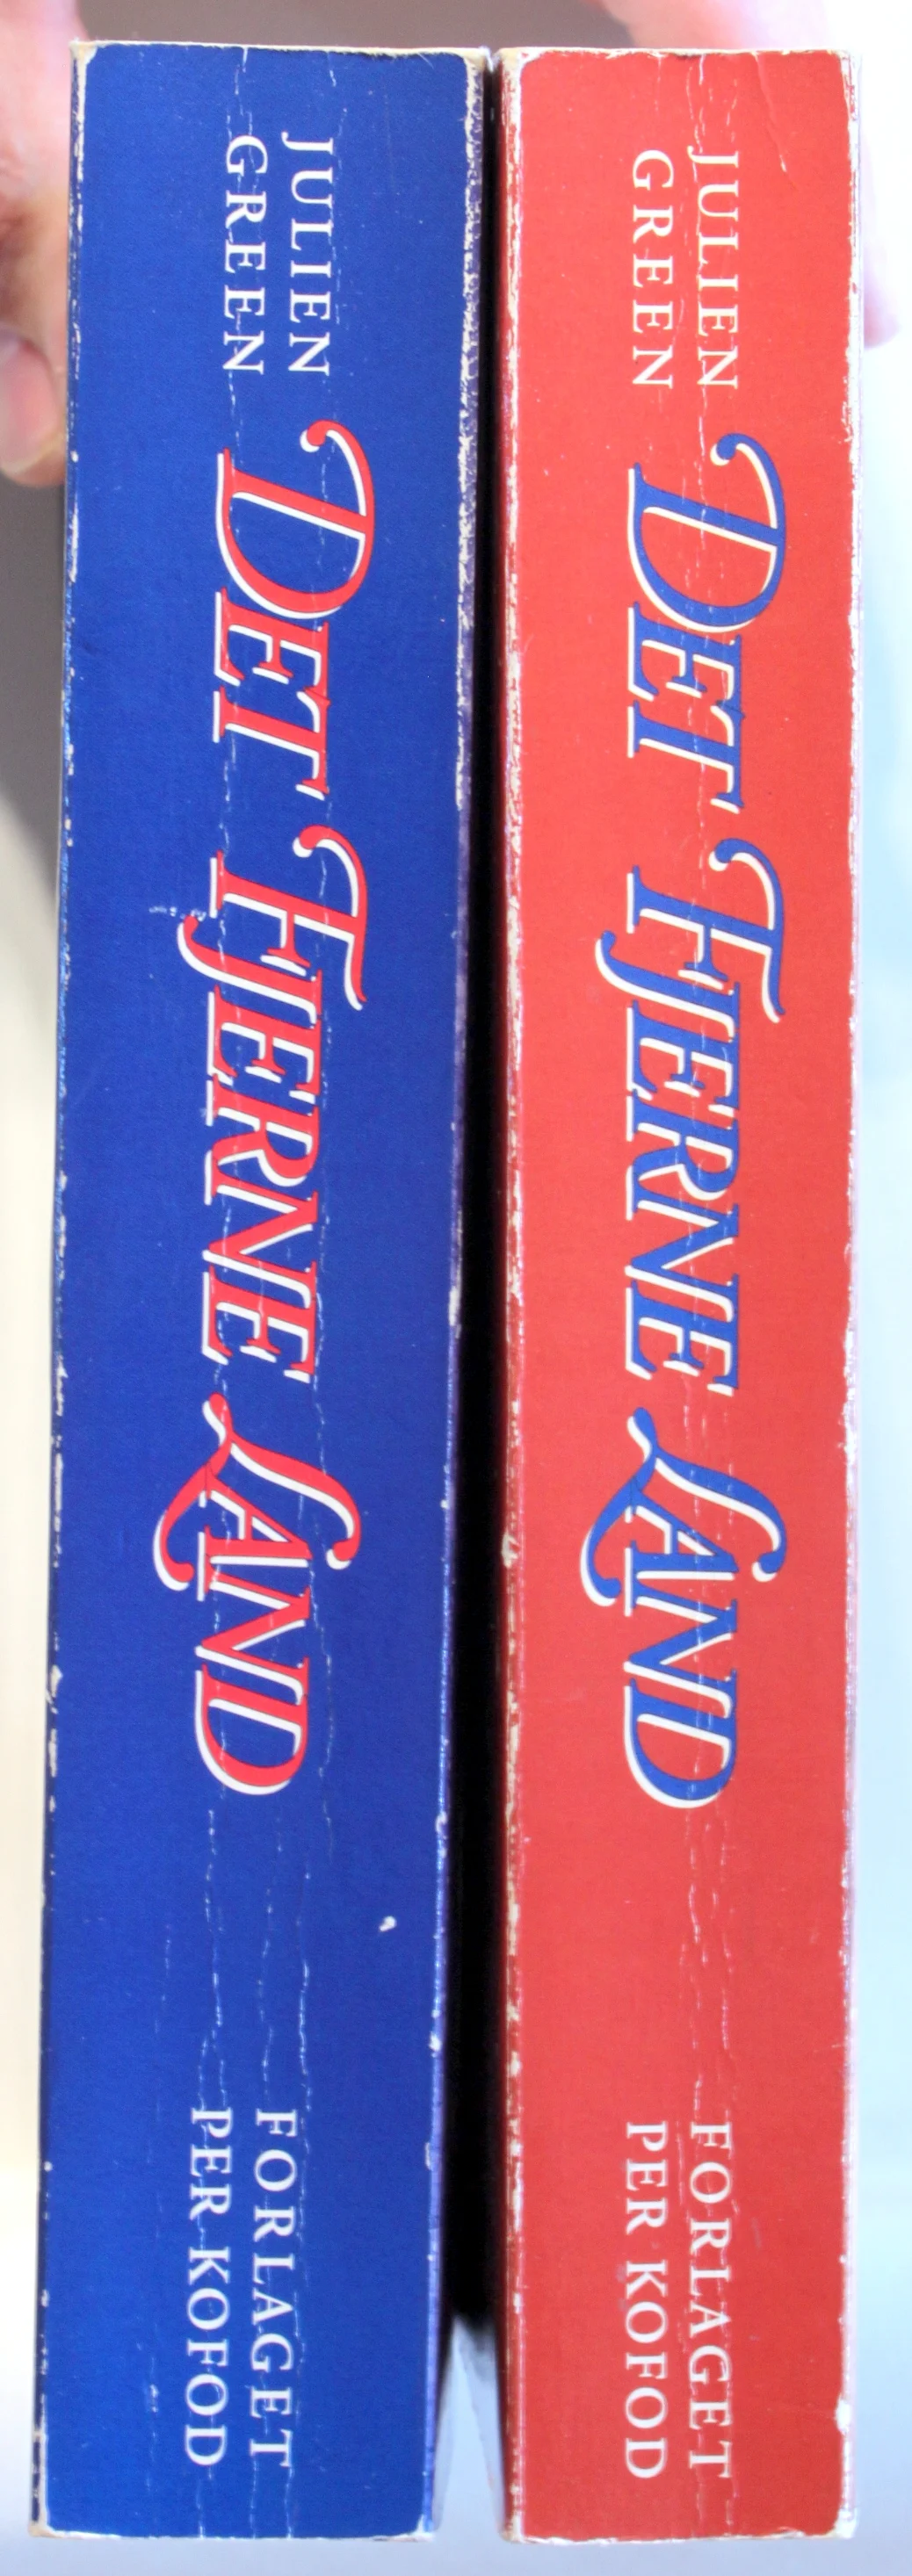 JULIEN
GREEN
DET FJERNE LAND
FORLAGET
PER KOFOD
JULIEN
GREEN
DET FJERNE LAND
FORLAGET
PER KOFOD